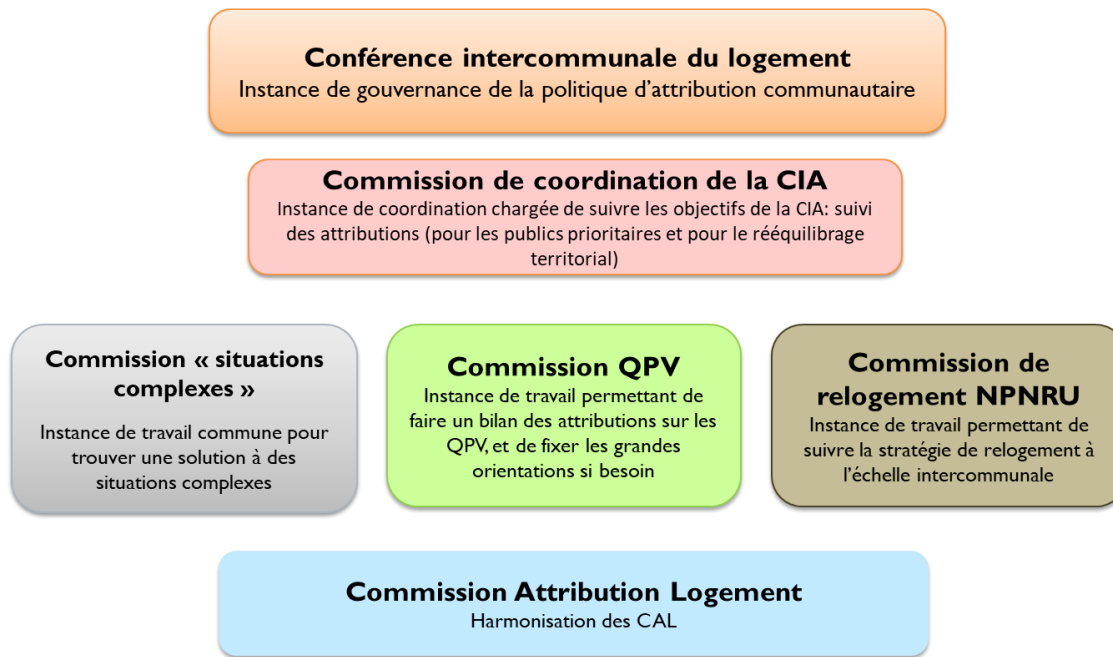 Conférence intercommunale du logement
Instance de gouvernance de la politique d'attribution communautaire
Commission de coordination de la CIA
Instance de coordination chargée de suivre les objectifs de la CIA: suivi
des attributions (pour les publics prioritaires et pour le rééquilibrage
territorial)
Commission « situations
complexes »
Instance de travail commune pour
trouver une solution à des
situations complexes
Commission QPV
Instance de travail permettant de
faire un bilan des attributions sur les
QPV, et de fixer les grandes
orientations si besoin
Commission de
relogement NPNRU
Instance de travail permettant de
suivre la stratégie de relogement à
l'échelle intercommunale
Commission Attribution Logement
Harmonisation des CAL